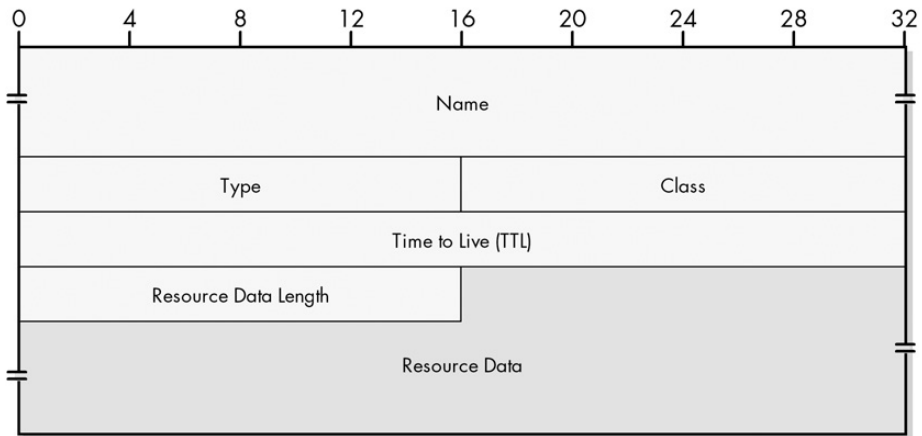 0 4 8 12 16 20 24 28 32
Name
Type Class
Time to Live (TTL)
Resource Data Length
Resource Data